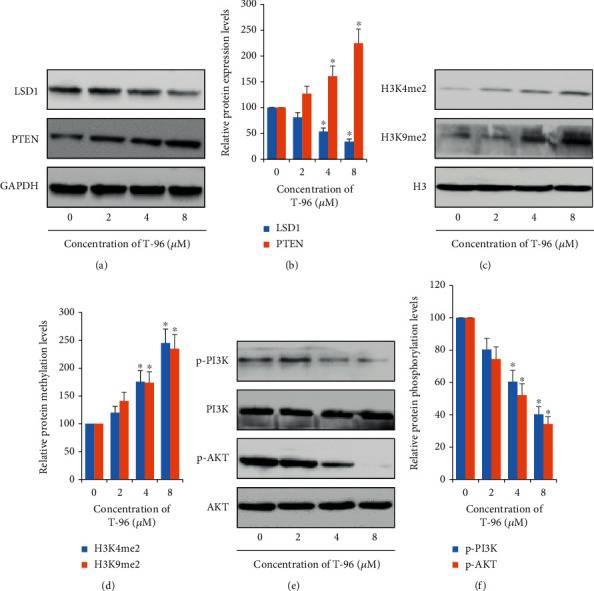 LSD1
PTEN
GAPDH
0 2 4 8
Concentration of T-96 (μM)
(a)
Relative protein expression levels
300
250
200
150
100
50
0
* * * *
0 2 4 8
Concentration of
T-96 (μM)
LSD1
PTEN
(b)
H3K4me2
H3K9me2
H3
0 2 4 8
Concentration of T-96 (μM)
(c)
Relative protein methylation levels
300
250
200
150
100
50
0
* * * *
0 2 4 8
Concentration of
T-96 (μM)
H3K4me2
H3K9me2
(d)
p-PI3K
PI3K
p-AKT
AKT
0 2 4 8
Concentration of T-96 (μM)
(e)
Relative protein phosphorylation levels
120
100
80
60
40
20
0
* * * *
0 2 4 8
Concentration of
T-96 (μM)
p-PI3K
p-AKT
(f)